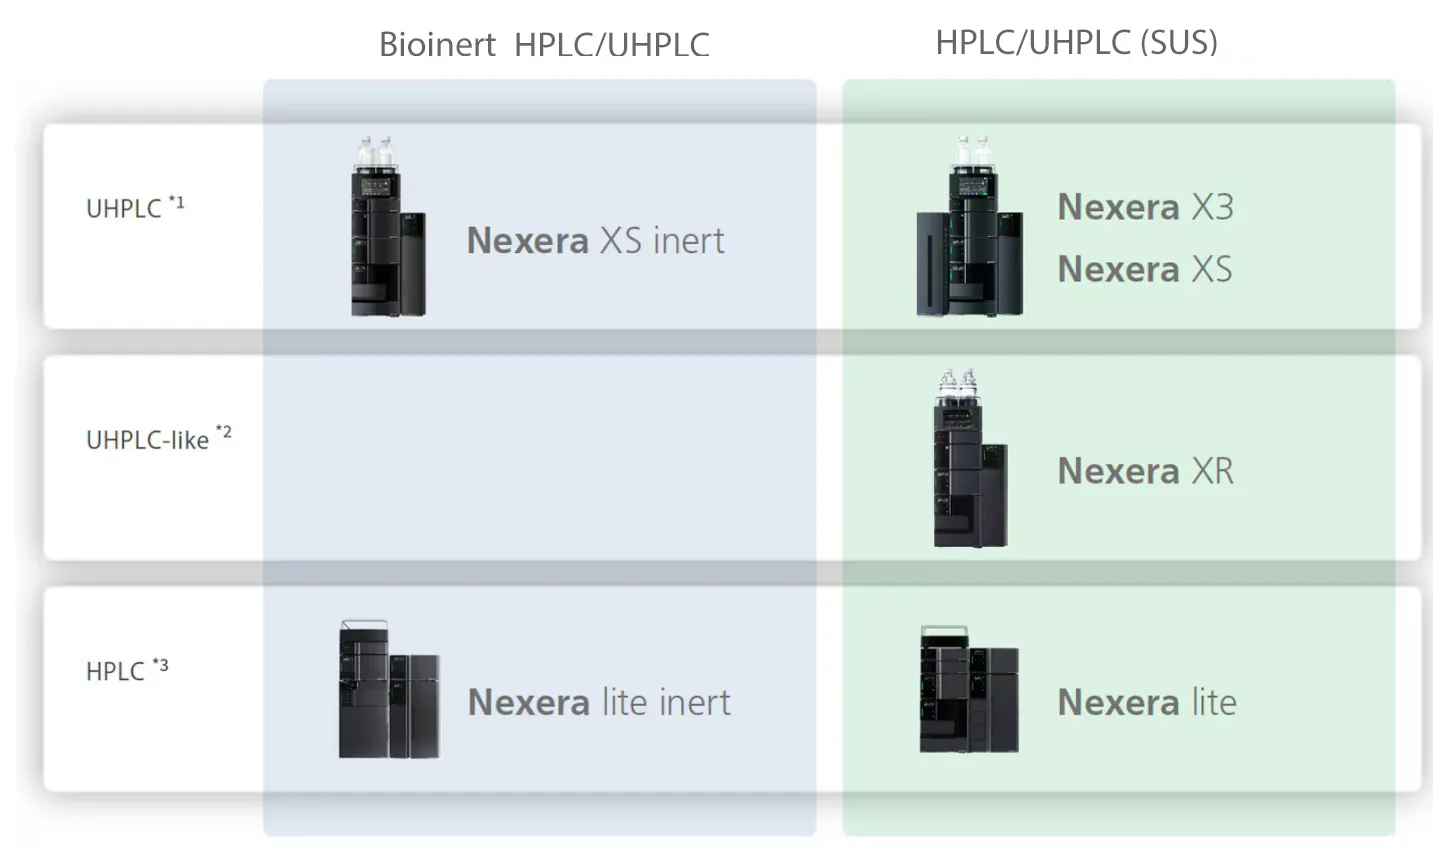 Bioinert HPLC/UHPLC
HPLC/UHPLC (SUS)
UHPLC *1
Nexera XS inert
Nexera X3
Nexera XS
UHPLC-like *2
Nexera XR
HPLC *3
Nexera lite inert
Nexera lite